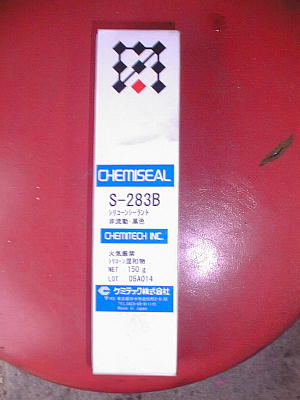 CHEMISEAL
S-283B
シリコーンシーラント
非流動・黒色
CHEMITECH INC.
火気厳禁
シリコーン混和物
NET 150g
LOT 05A014
ケミテック株式会社
Made in Japan